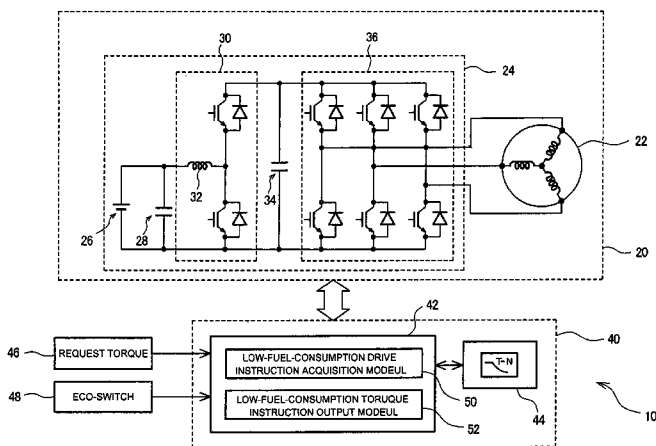 30
36
24
22
32
34
26
28
20
42
40
46
REQUEST TORQUE
LOW-FUEL-CONSUMPTION DRIVE
INSTRUCTION ACQUISITION MODEUL
50
T-N
44
48
ECO-SWITCH
LOW-FUEL-CONSUMPTION TORUQUE
INSTRUCTION OUTPUT MODEUL
52
10